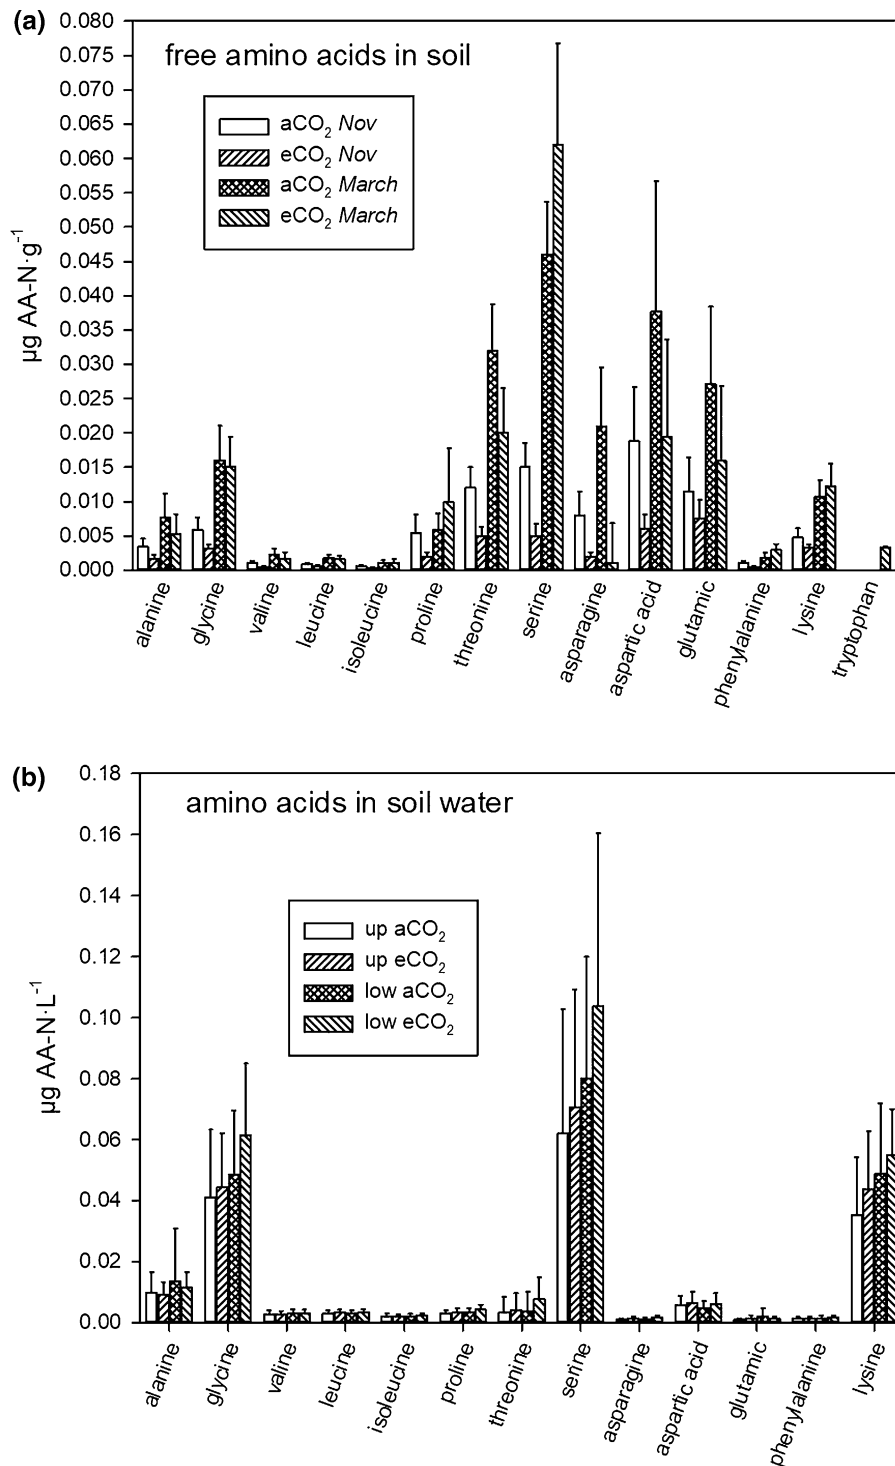 (a)
free amino acids in soil
aCO2 Nov
eCO2 Nov
aCO2 March
eCO2 March
µg AA-N·g-1
0.080
0.075
0.070
0.065
0.060
0.055
0.050
0.045
0.040
0.035
0.030
0.025
0.020
0.015
0.010
0.005
0.000
alanine
glycine
valine
leucine
isoleucine
proline
threonine
serine
asparagine
aspartic acid
glutamic
phenylalanine
lysine
tryptophan
(b)
amino acids in soil water
up aCO2
up eCO2
low aCO2
low eCO2
µg AA-N·L-1
0.18
0.16
0.14
0.12
0.10
0.08
0.06
0.04
0.02
0.00
alanine
glycine
valine
leucine
isoleucine
proline
threonine
serine
asparagine
aspartic acid
glutamic
phenylalanine
lysine